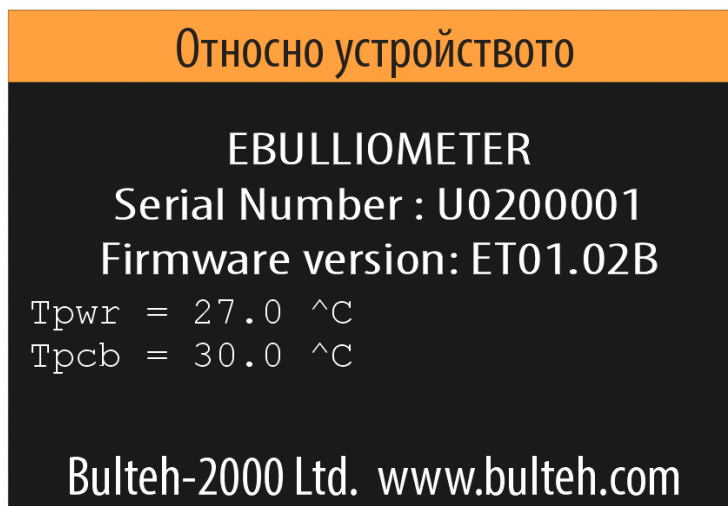 Относно устройството
EBULLIOMETER
Serial Number : U0200001
Firmware version: ET01.02B
Tpwr = 27.0 ^C
Tpcb = 30.0 ^C
Bulteh-2000 Ltd. www.bulteh.com